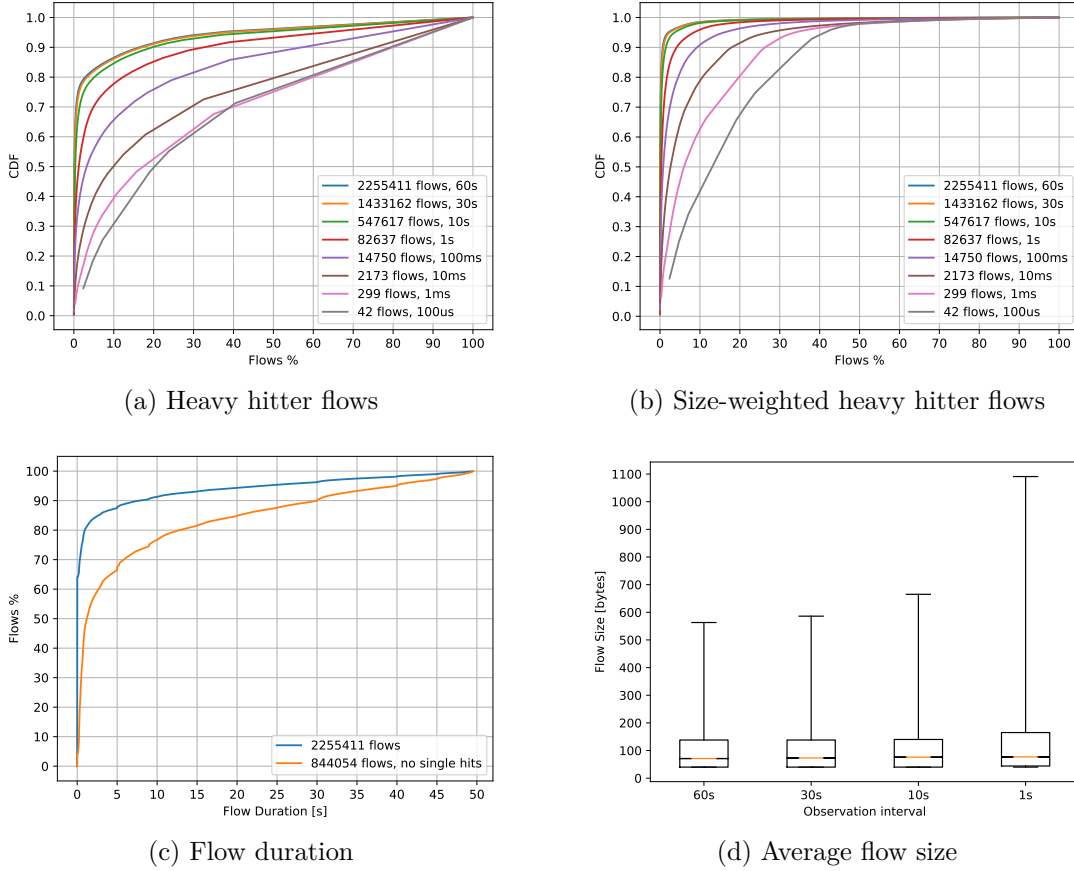 1.0
0.9
0.8
0.7
0.6
0.5
0.4
0.3
0.2
0.1
0.0
CDF
0 10 20 30 40 50 60 70 80 90 100
Flows %
2255411 flows, 60s
1433162 flows, 30s
547617 flows, 10s
82637 flows, 1s
14750 flows, 100ms
2173 flows, 10ms
299 flows, 1ms
42 flows, 100us
(a) Heavy hitter flows
1.0
0.9
0.8
0.7
0.6
0.5
0.4
0.3
0.2
0.1
0.0
CDF
0 10 20 30 40 50 60 70 80 90 100
Flows %
2255411 flows, 60s
1433162 flows, 30s
547617 flows, 10s
82637 flows, 1s
14750 flows, 100ms
2173 flows, 10ms
299 flows, 1ms
42 flows, 100us
(b) Size-weighted heavy hitter flows
100
90
80
70
60
50
40
30
20
10
0
Flows %
0 5 10 15 20 25 30 35 40 45 50
Flow Duration [s]
2255411 flows
844054 flows, no single hits
(c) Flow duration
1100
1000
900
800
700
600
500
400
300
200
100
0
Flow Size [bytes]
60s 30s 10s 1s
Observation interval
(d) Average flow size